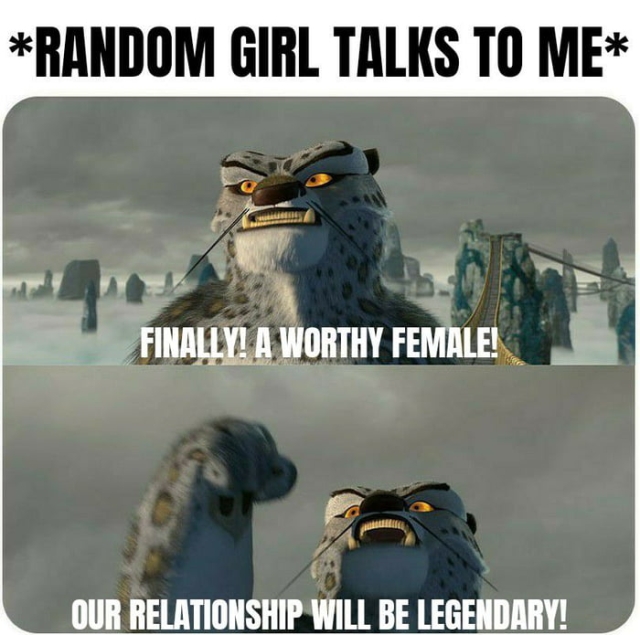 *RANDOM GIRL TALKS TO ME*
FINALLY! A WORTHY FEMALE!
OUR RELATIONSHIP WILL BE LEGENDARY!